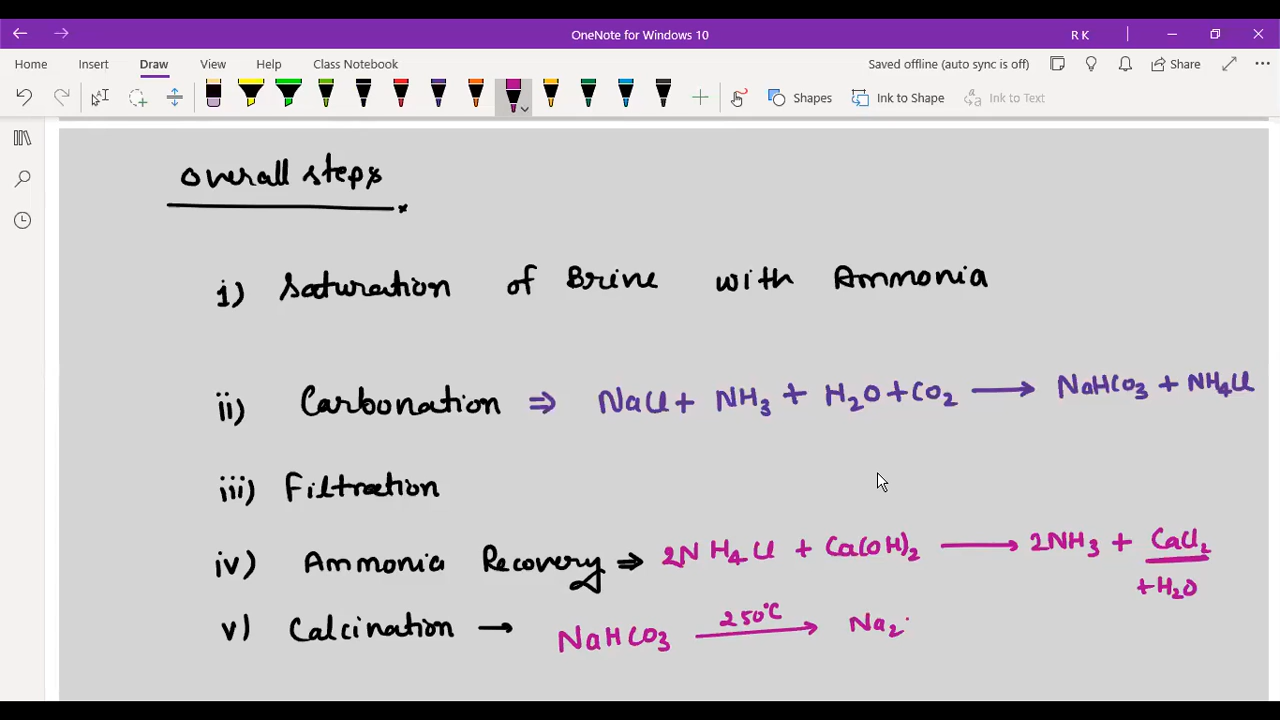 OneNote for Windows 10
R K
Home Insert Draw View Help Class Notebook
Saved offline (auto sync is off)
Share
Shapes
Ink to Shape
Ink to Text
Overall steps
i) Saturation of Brine with Ammonia
ii) Carbonation ⇒ NaCl + NH3 + H2O + CO2 ⟶ NaHCO3 + NH4Cl
iii) Filtration
iv) Ammonia Recovery ⇒ 2NH4Cl + Ca(OH)2 ⟶ 2NH3 + CaCl2
+H2O
250°C
v) Calcination → NaHCO3 ⟶ Na2